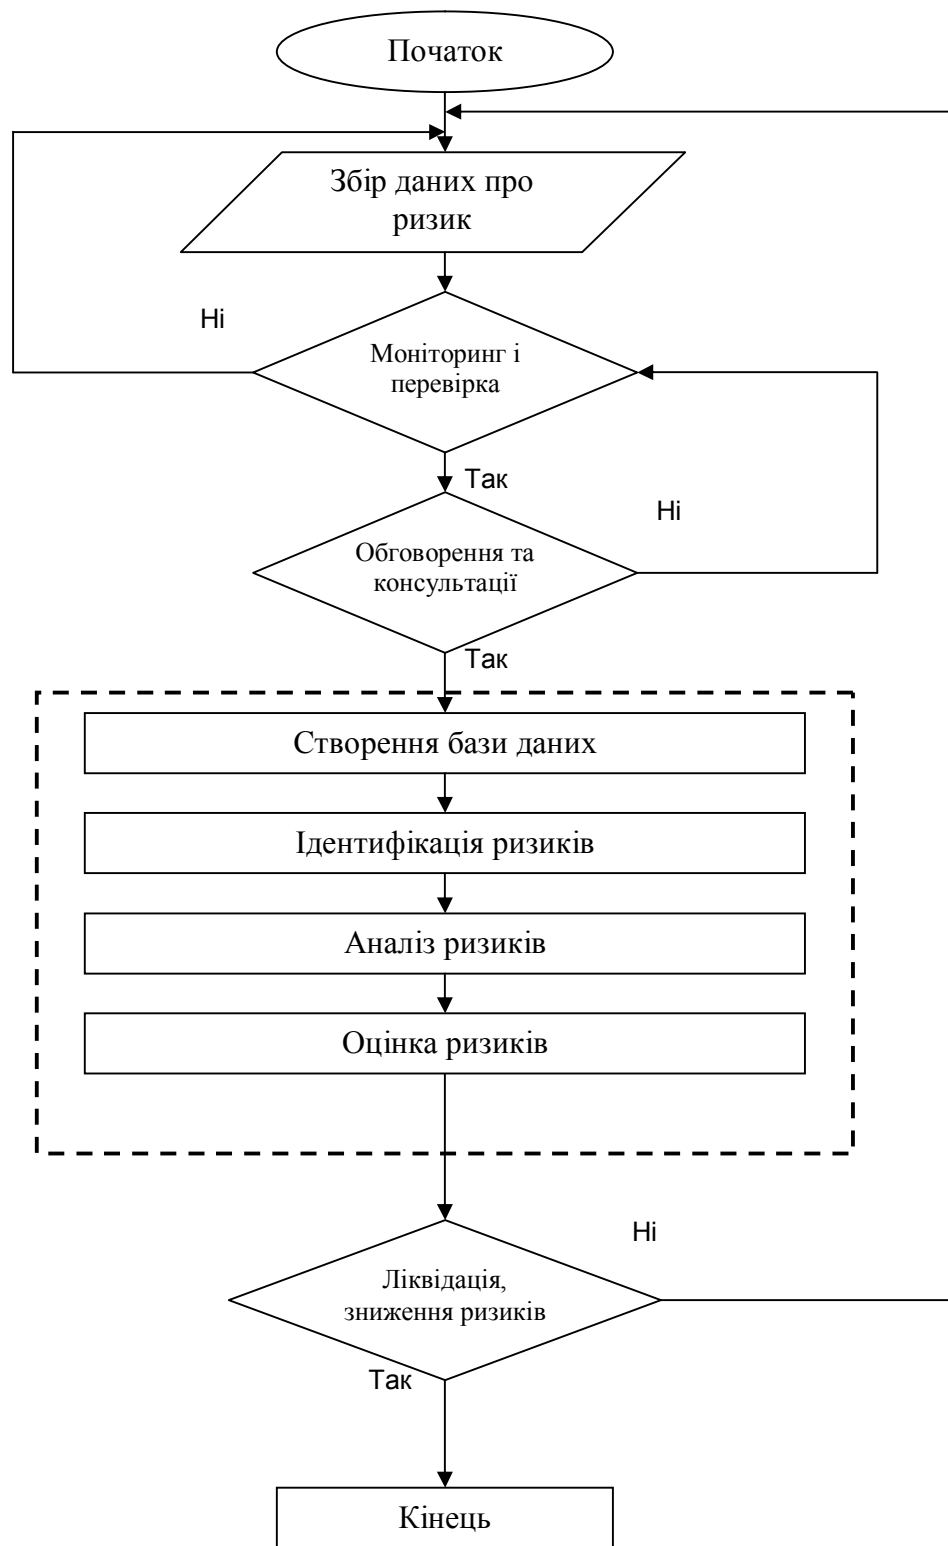 Початок
Збір даних про
ризик
Ні
Моніторинг і
перевірка
Так
Ні
Обговорення та
консультації
Так
Створення бази даних
Ідентифікація ризиків
Аналіз ризиків
Оцінка ризиків
Ні
Ліквідація,
зниження ризиків
Так
Кінець